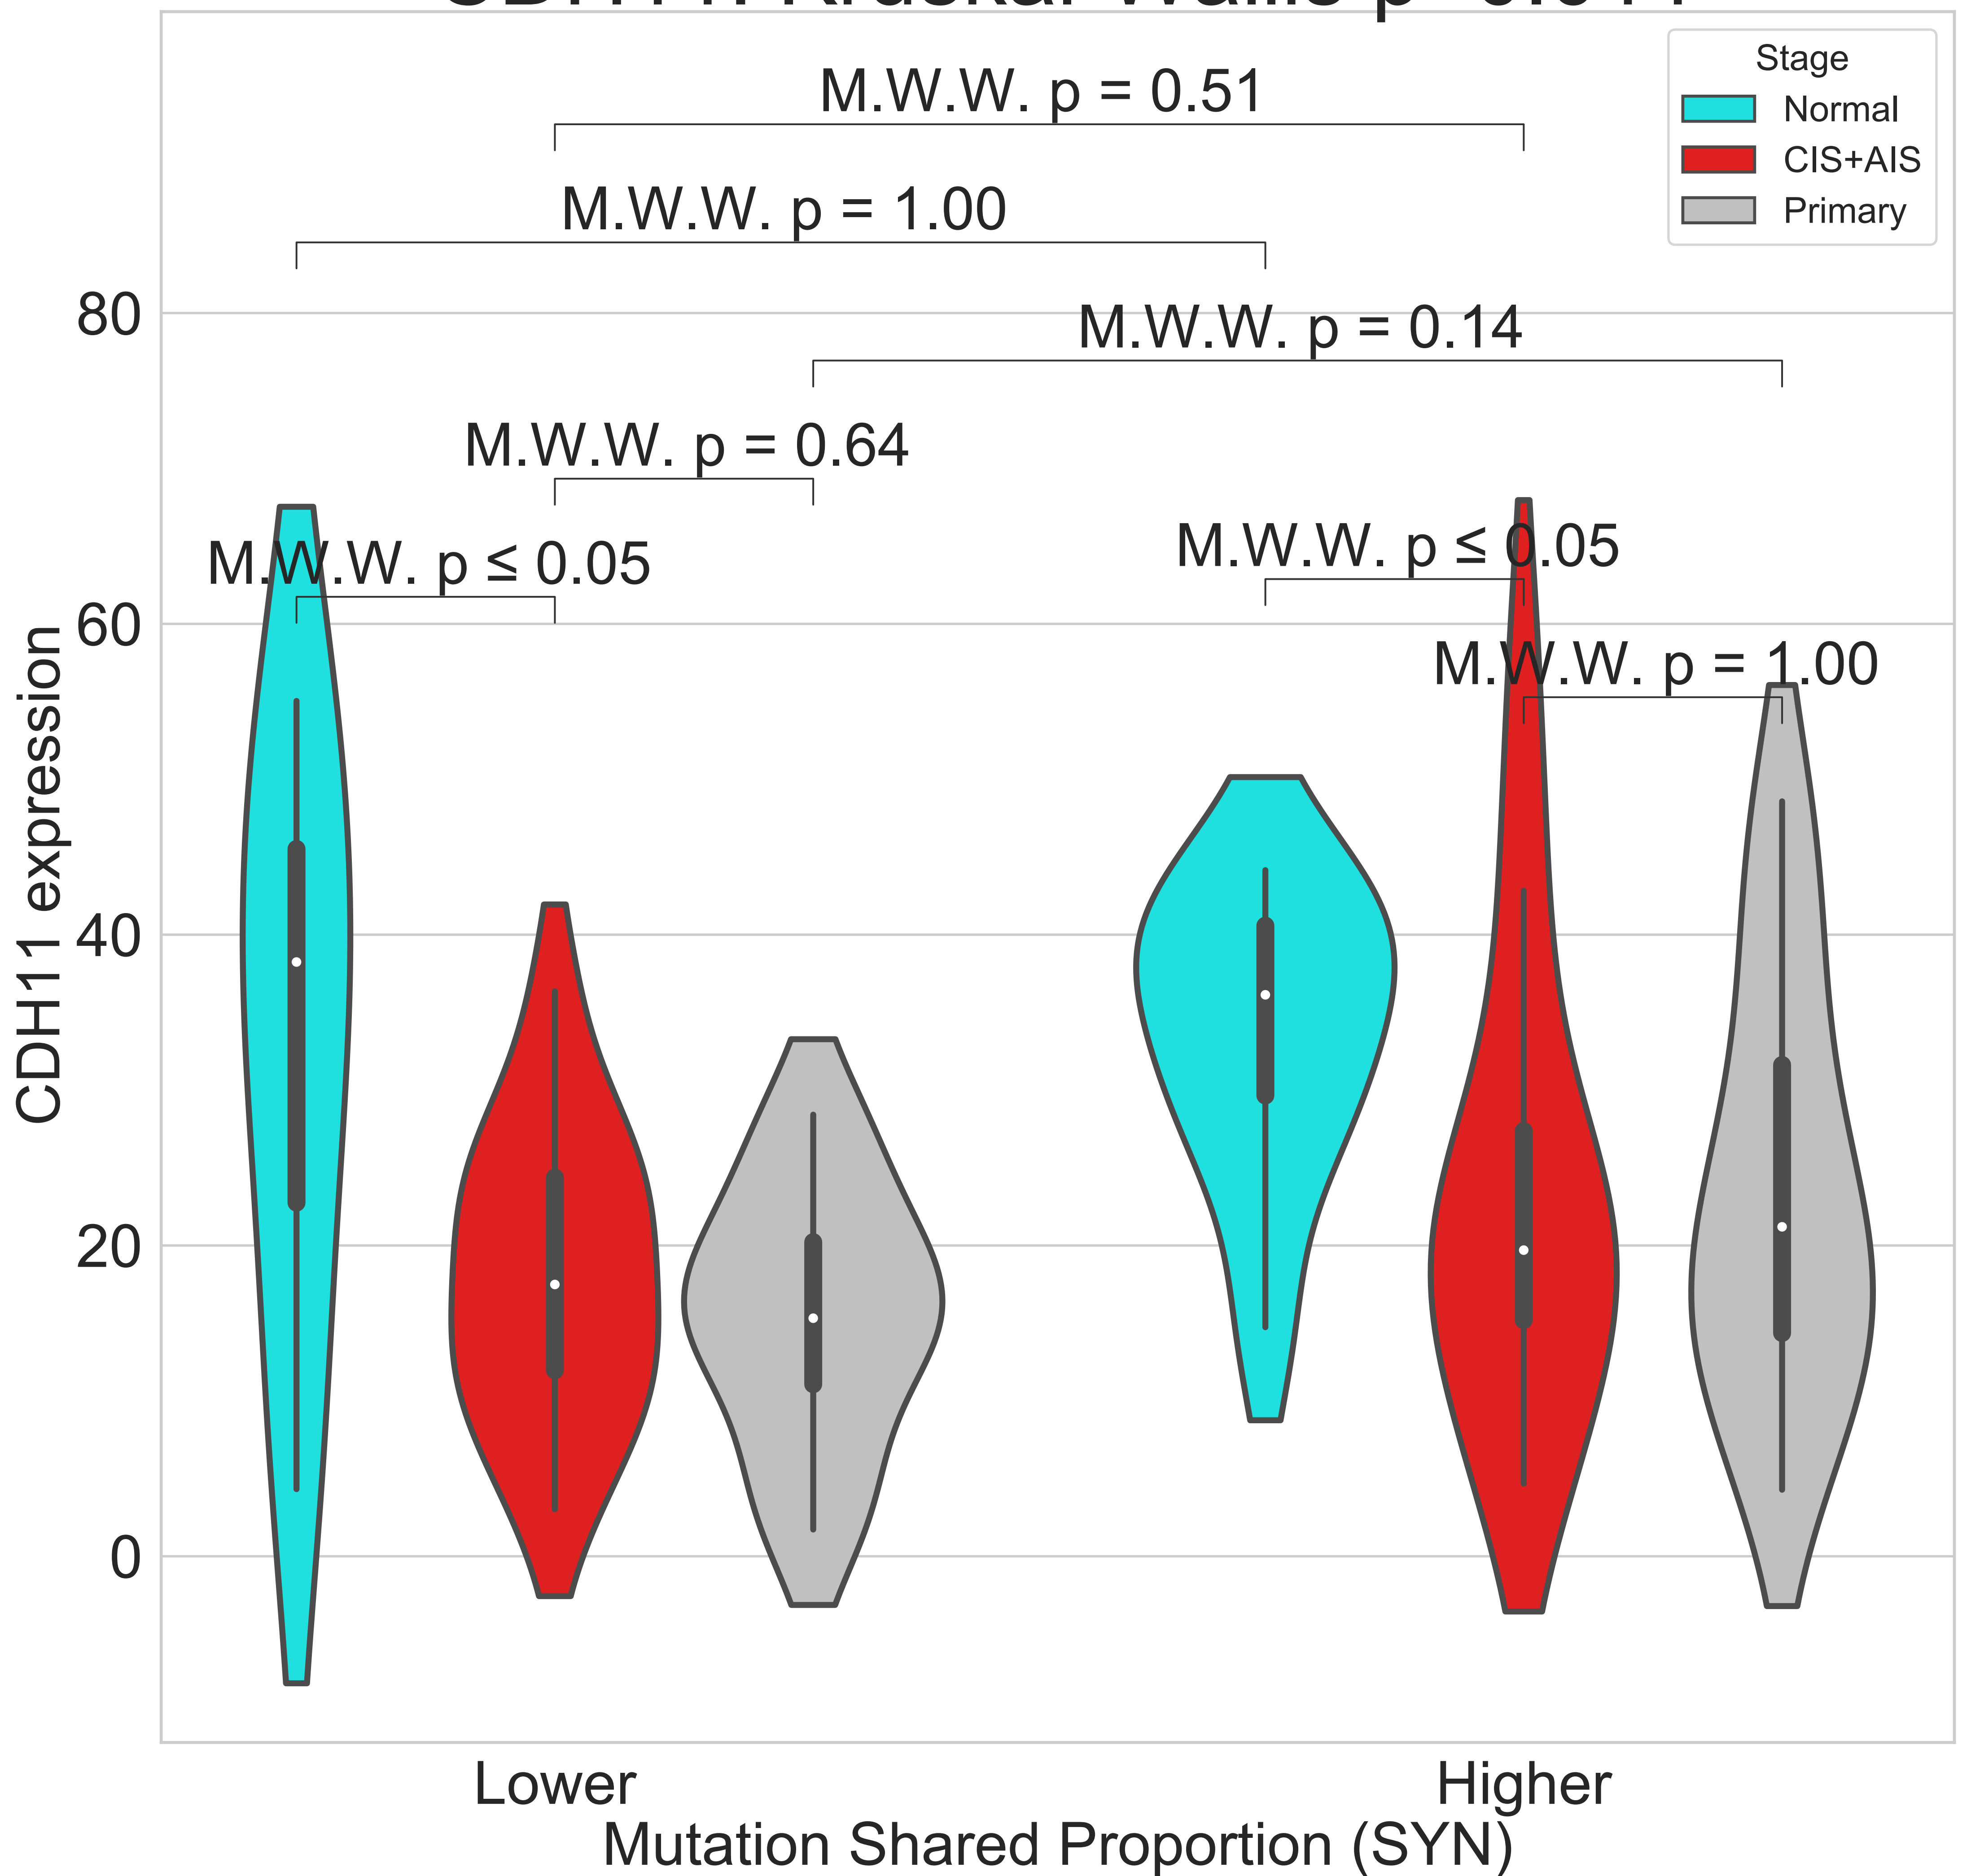 Stage
Normal
CIS+AIS
Primary
M.W.W. p = 0.51
M.W.W. p = 1.00
M.W.W. p = 0.14
M.W.W. p = 0.64
M.W.W. p ≤ 0.05
M.W.W. p ≤ 0.05
M.W.W. p = 1.00
CDH11 expression
80
60
40
20
0
Lower
Higher
Mutation Shared Proportion (SYN)